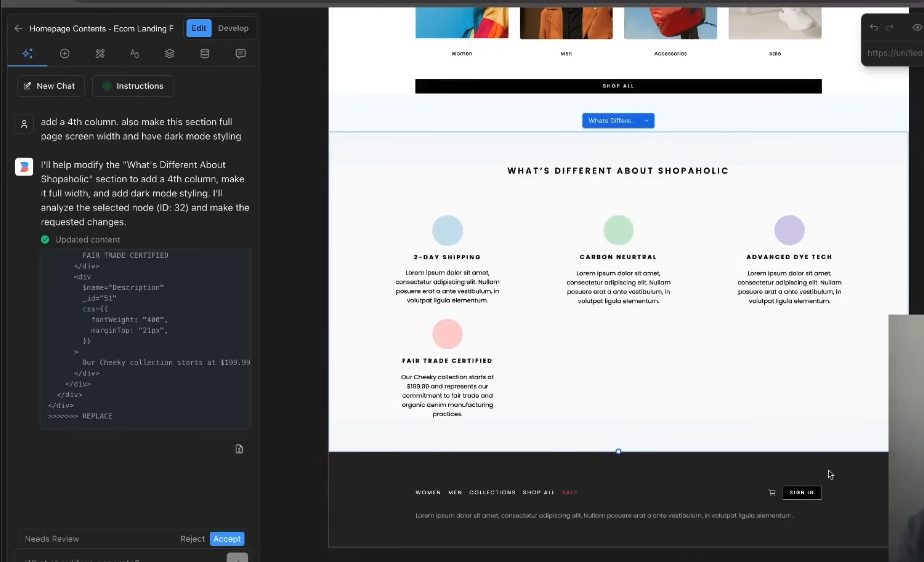 Homepage Contents - Ecom Landing F
Edit
Develop
New Chat
Instructions
add a 4th column. also make this section full
page screen width and have dark mode styling
I'll help modify the "What's Different About
Shopaholic" section to add a 4th column, make
it full width, and add dark mode styling. I'll
analyze the selected node (ID: 32) and make the
requested changes.
Updated content
FAIR TRADE CERTIFIED
</div>
<div
$name="Description"
_id="51"
css={{
fontWeight: "400",
marginTop: "21px",
}}
>
Our Cheeky collection starts at $199.99
</div>
</div>
</div>
</div>
>>>>>>> REPLACE
Needs Review
Reject
Accept
Women
Men
Accessories
Sale
SHOP ALL
Whats Differe...
WHAT'S DIFFERENT ABOUT SHOPAHOLIC
2-DAY SHIPPING
Lorem ipsum dolor sit amet,
consectetur adipiscing elit. Nullam
posuere erat a ante vestibulum, in
volutpat ligula elementum.
CARBON NEURTRAL
Lorem ipsum dolor sit amet,
consectetur adipiscing elit. Nullam
posuere erat a ante vestibulum, in
volutpat ligula elementum.
ADVANCED DYE TECH
Lorem ipsum dolor sit amet,
consectetur adipiscing elit. Nullam
posuere erat a ante vestibulum, in
volutpat ligula elementum.
FAIR TRADE CERTIFIED
Our Cheeky collection starts at
$199.99 and represents our
commitment to fair trade and
organic denim manufacturing
practices.
WOMEN MEN COLLECTIONS SHOP ALL SALE
SIGN IN
Lorem ipsum dolor sit amet, consectetur adipiscing elit. Nullam posuere erat a ante vestibulum, in volutpat ligula elementum.
https://unified